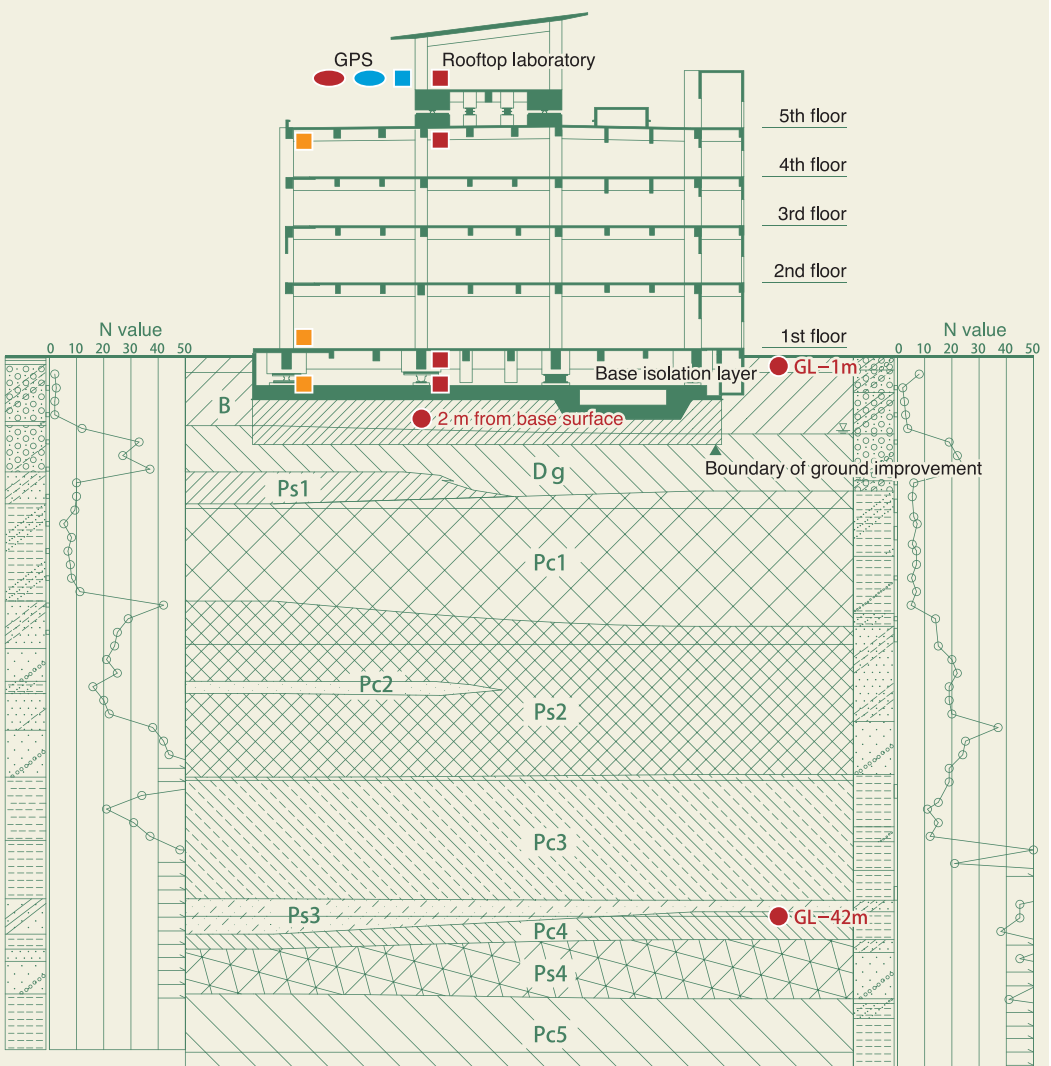 GPS
Rooftop laboratory
5th floor
4th floor
3rd floor
2nd floor
1st floor
N value
0 10 20 30 40 50
N value
0 10 20 30 40 50
GL−1m
Base isolation layer
B
2 m from base surface
Boundary of ground improvement
Dg
Ps1
Pc1
Pc2
Ps2
Pc3
Ps3
GL−42m
Pc4
Ps4
Pc5